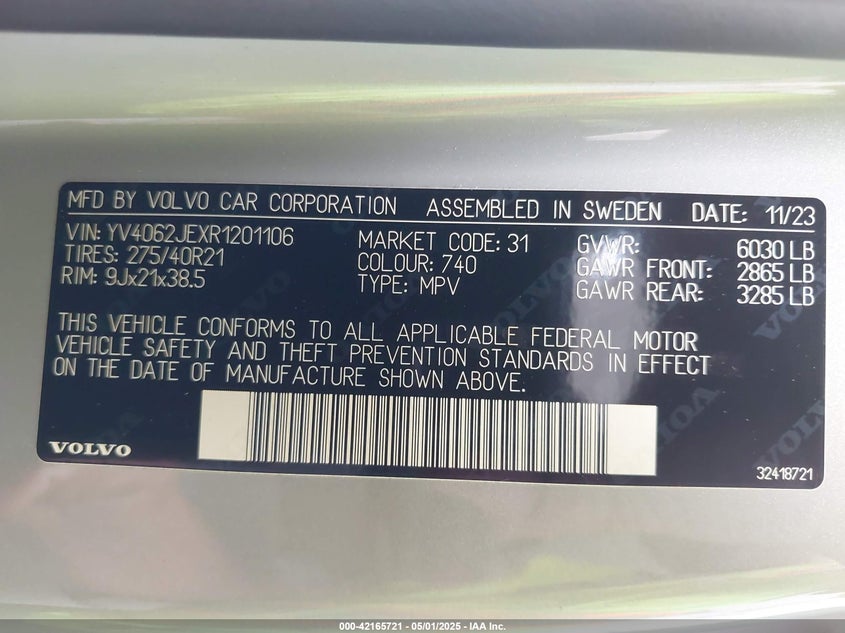 MFD BY VOLVO CAR CORPORATION ASSEMBLED IN SWEDEN DATE: 11/23
VIN: YV4062JEXR1201106 MARKET CODE: 31 GVWR: 6030 LB
TIRES: 275/40R21 COLOUR: 740 GAWR FRONT: 2865 LB
RIM: 9Jx21x38.5 TYPE: MPV GAWR REAR: 3285 LB
THIS VEHICLE CONFORMS TO ALL APPLICABLE FEDERAL MOTOR
VEHICLE SAFETY AND THEFT PREVENTION STANDARDS IN EFFECT
ON THE DATE OF MANUFACTURE SHOWN ABOVE.
VOLVO
32418721
000-42165721 - 05/01/2025 - IAA Inc.